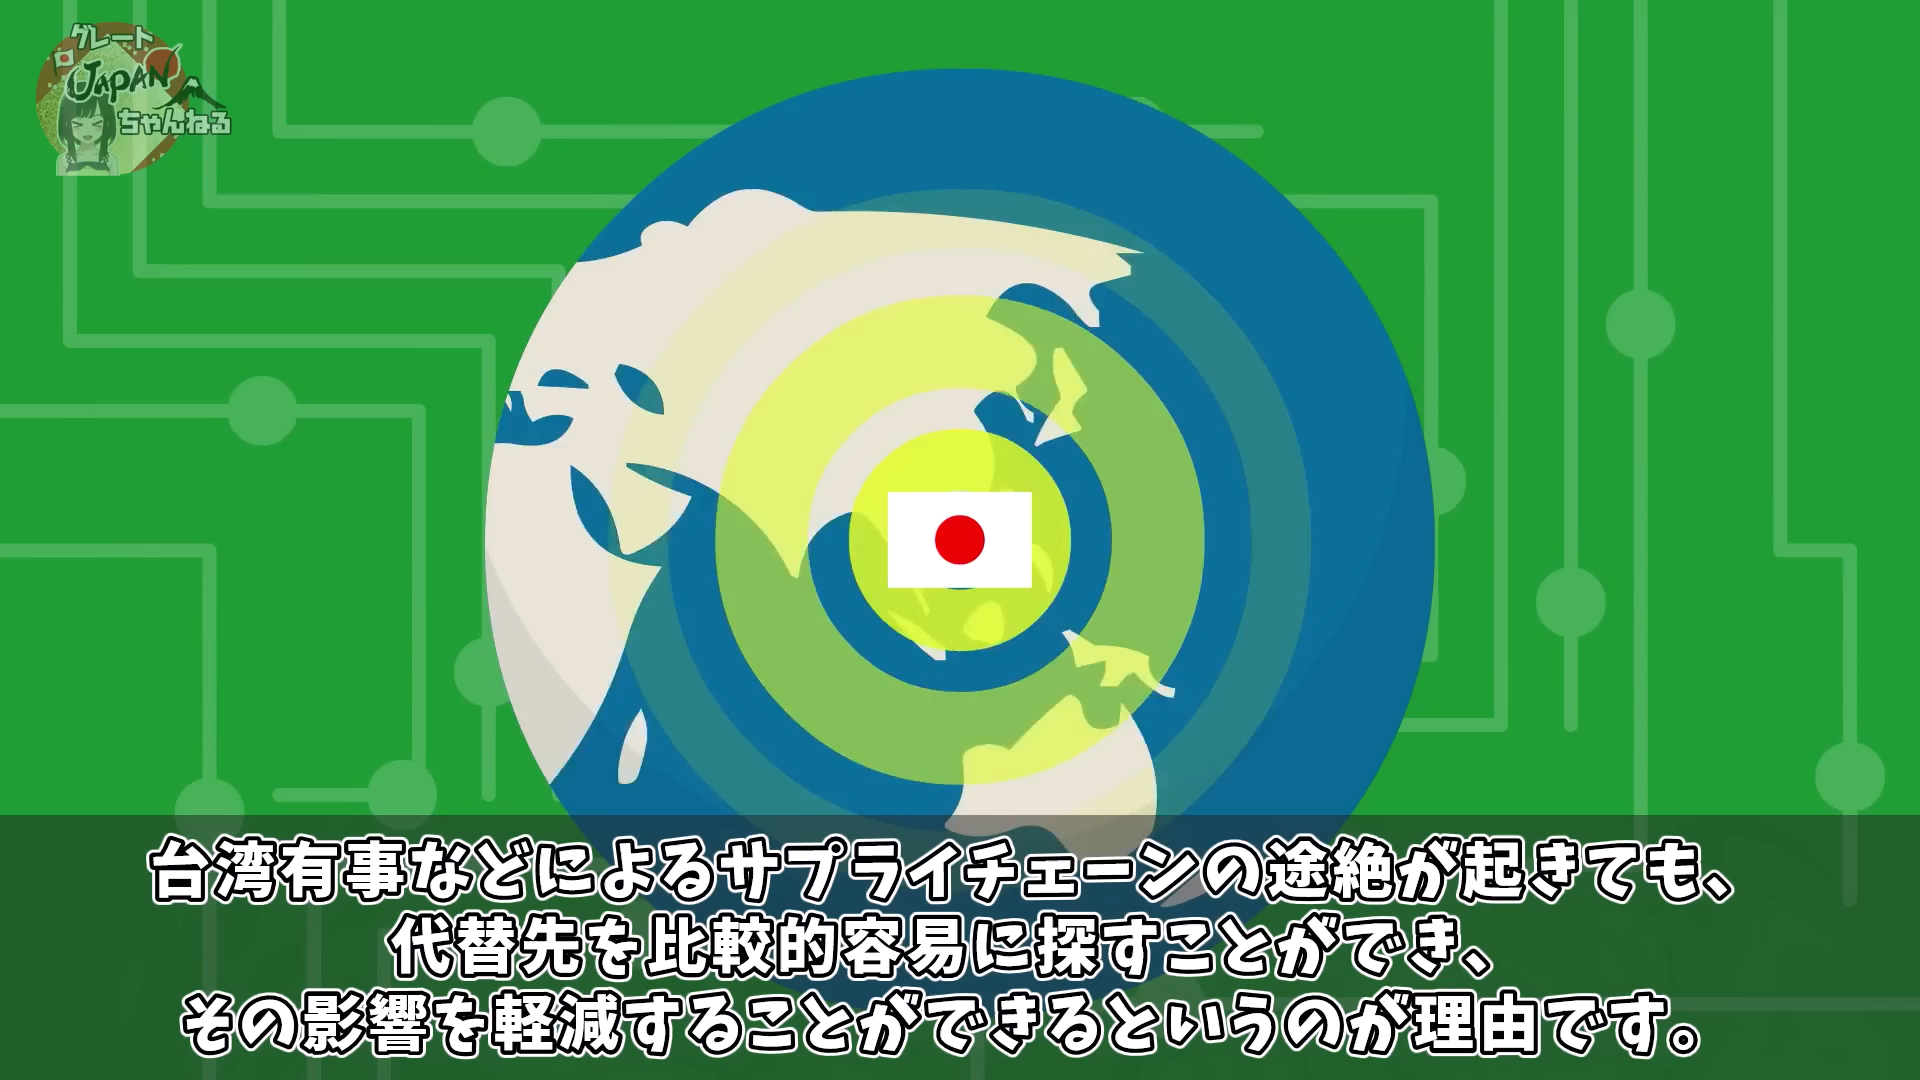 グレート
JAPAN
ちゃんねる
台湾有事などによるサプライチェーンの途絶が起きても、
代替先を比較的容易に探すことができ、
その影響を軽減することができるというのが理由です。